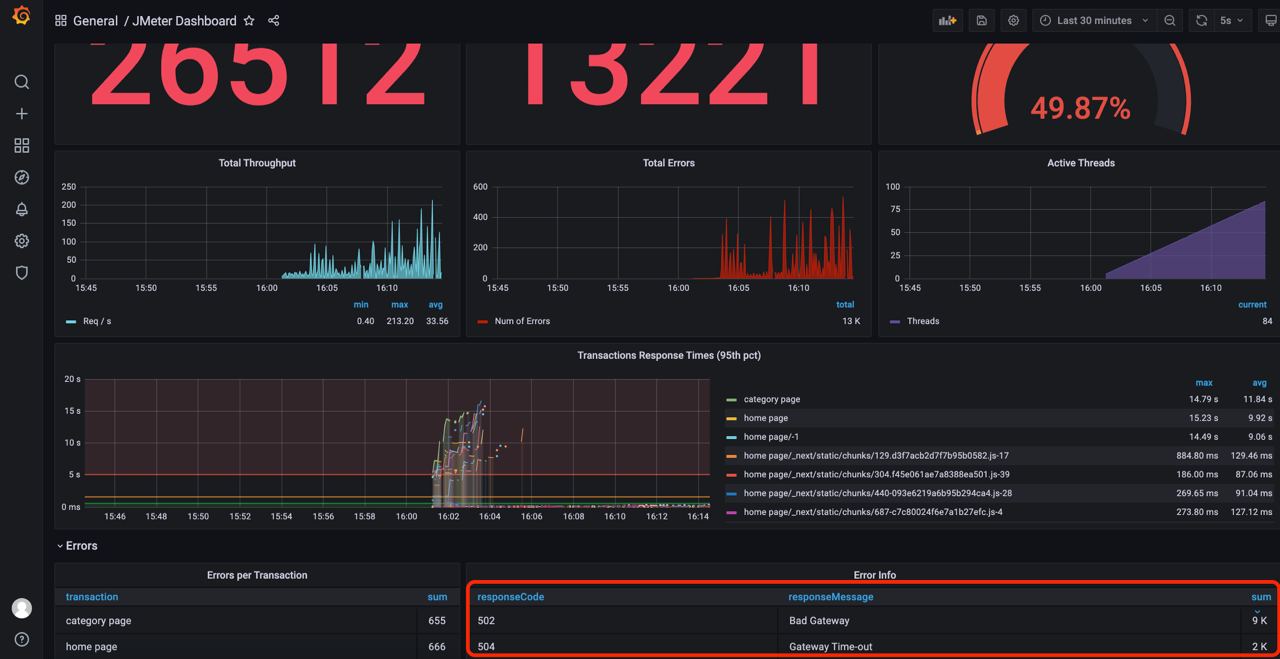 General / JMeter Dashboard
Last 30 minutes
5s
26512
13221
49.87%
Total Throughput
250
200
150
100
50
0
15:45 15:50 15:55 16:00 16:05 16:10
min max avg
Req / s 0.40 213.20 33.56
Total Errors
600
400
200
0
15:45 15:50 15:55 16:00 16:05 16:10
total
Num of Errors 13 K
Active Threads
100
75
50
25
0
15:45 15:50 15:55 16:00 16:05 16:10
current
Threads 84
Transactions Response Times (95th pct)
20 s
15 s
10 s
5 s
0 ms
15:46 15:48 15:50 15:52 15:54 15:56 15:58 16:00 16:02 16:04 16:06 16:08 16:10 16:12 16:14
max avg
category page 14.79 s 11.84 s
home page 15.23 s 9.92 s
home page/-1 14.49 s 9.06 s
home page/_next/static/chunks/129.d3f7acb2d7f7b95b0582.js-17 884.80 ms 129.46 ms
home page/_next/static/chunks/304.f45e061ae7a8388ea501.js-39 186.00 ms 87.06 ms
home page/_next/static/chunks/440-093e6219a6b95b294ca4.js-28 269.65 ms 91.04 ms
home page/_next/static/chunks/687-c7c80024f6e7a1b27efc.js-4 273.80 ms 127.12 ms
Errors
Errors per Transaction
transaction sum
category page 655
home page 666
Error Info
responseCode responseMessage sum
502 Bad Gateway 9 K
504 Gateway Time-out 2 K